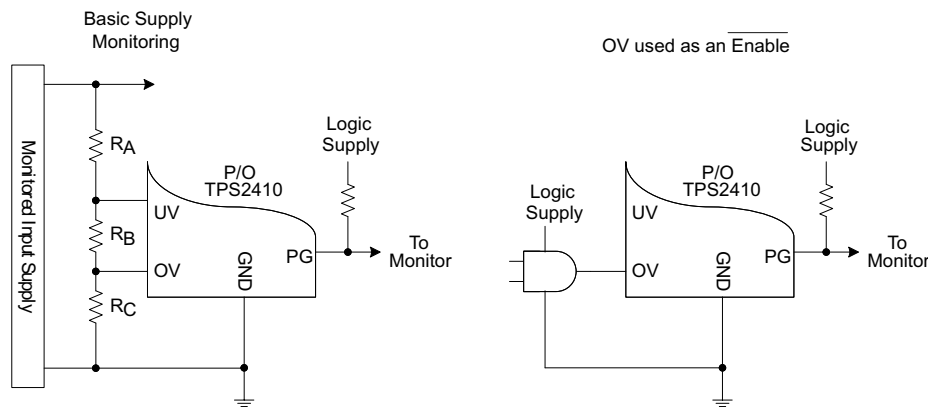 Basic Supply
Monitoring
Monitored Input Supply
RA
RB
RC
P/O
TPS2410
UV
OV
GND
PG
Logic
Supply
To
Monitor
OV used as an Enable
Logic
Supply
P/O
TPS2410
UV
OV
GND
PG
Logic
Supply
To
Monitor